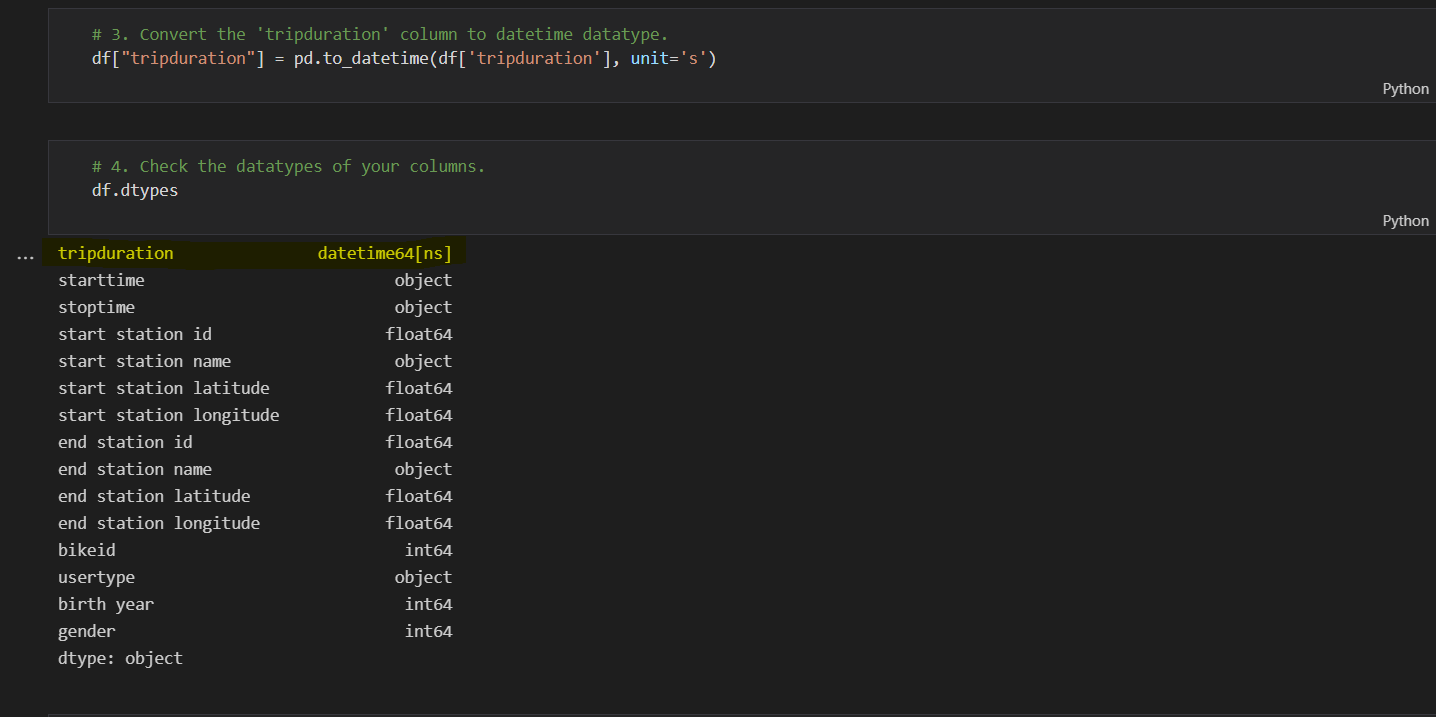 # 3. Convert the 'tripduration' column to datetime datatype.
df["tripduration"] = pd.to_datetime(df['tripduration'], unit='s')
Python
# 4. Check the datatypes of your columns.
df.dtypes
Python
... tripduration datetime64[ns]
starttime object
stoptime object
start station id float64
start station name object
start station latitude float64
start station longitude float64
end station id float64
end station name object
end station latitude float64
end station longitude float64
bikeid int64
usertype object
birth year int64
gender int64
dtype: object